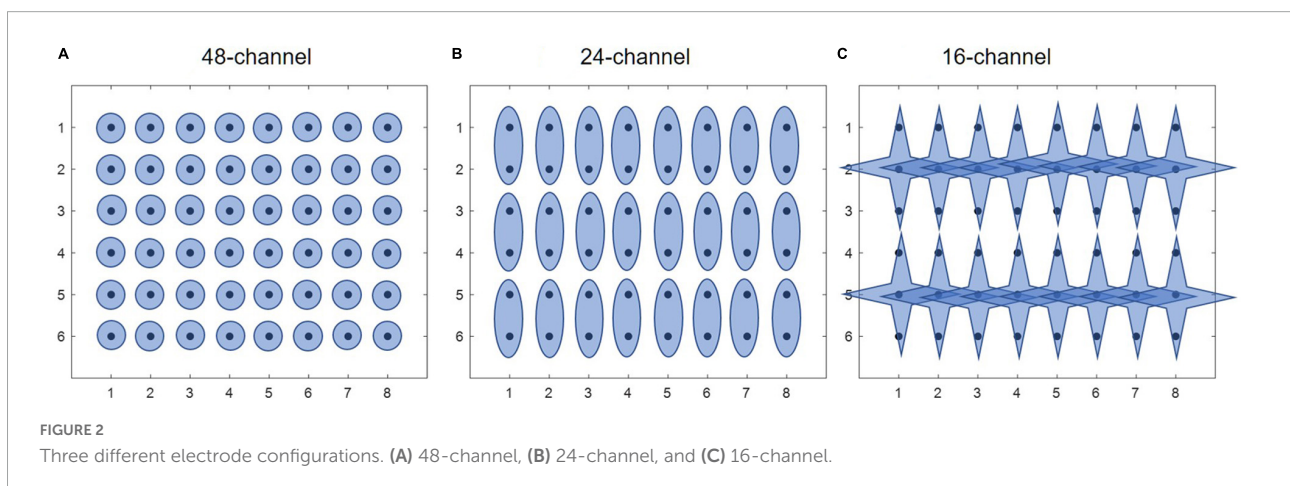 A 48-channel B 24-channel C 16-channel
1 1 1
2 2 2
3 3 3
4 4 4
5 5 5
6 6 6
1 2 3 4 5 6 7 8 1 2 3 4 5 6 7 8 1 2 3 4 5 6 7 8
FIGURE 2
Three different electrode configurations. (A) 48-channel, (B) 24-channel, and (C) 16-channel.